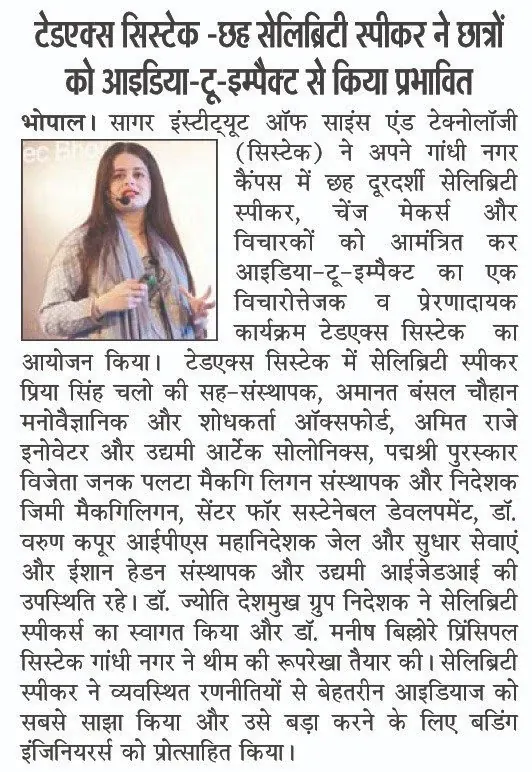 टेडएक्स सिस्टेक -छह सेलिब्रिटी स्पीकर ने छात्रों
को आइडिया-टू-इम्पैक्ट से किया प्रभावित
भोपाल। सागर इंस्टीट्यूट ऑफ साइंस एंड टेक्नोलॉजी
(सिस्टेक) ने अपने गांधी नगर
कैंपस में छह दूरदर्शी सेलिब्रिटी
स्पीकर, चेंज मेकर्स और
विचारकों को आमंत्रित कर
आइडिया-टू-इम्पैक्ट का एक
विचारोत्तेजक व प्रेरणादायक
कार्यक्रम टेडएक्स सिस्टेक का
आयोजन किया। टेडएक्स सिस्टेक में सेलिब्रिटी स्पीकर
प्रिया सिंह चलो की सह-संस्थापक, अमानत बंसल चौहान
मनोवैज्ञानिक और शोधकर्ता ऑक्सफोर्ड, अमित राजे
इनोवेटर और उद्यमी आर्टेक सोलोनिक्स, पद्मश्री पुरस्कार
विजेता जनक पलटा मैकगि लिगन संस्थापक और निदेशक
जिमी मैकगिलिगन, सेंटर फॉर सस्टेनेबल डेवलपमेंट, डॉ.
वरुण कपूर आईपीएस महानिदेशक जेल और सुधार सेवाएं
और ईशान हेडन संस्थापक और उद्यमी आईजेडआई की
उपस्थिति रहे। डॉ. ज्योति देशमुख ग्रुप निदेशक ने सेलिब्रिटी
स्पीकर्स का स्वागत किया और डॉ. मनीष बिल्लोरे प्रिंसिपल
सिस्टेक गांधी नगर ने थीम की रूपरेखा तैयार की। सेलिब्रिटी
स्पीकर ने व्यवस्थित रणनीतियों से बेहतरीन आइडियाज को
सबसे साझा किया और उसे बड़ा करने के लिए बडिंग
इंजिनियरर्स को प्रोत्साहित किया।